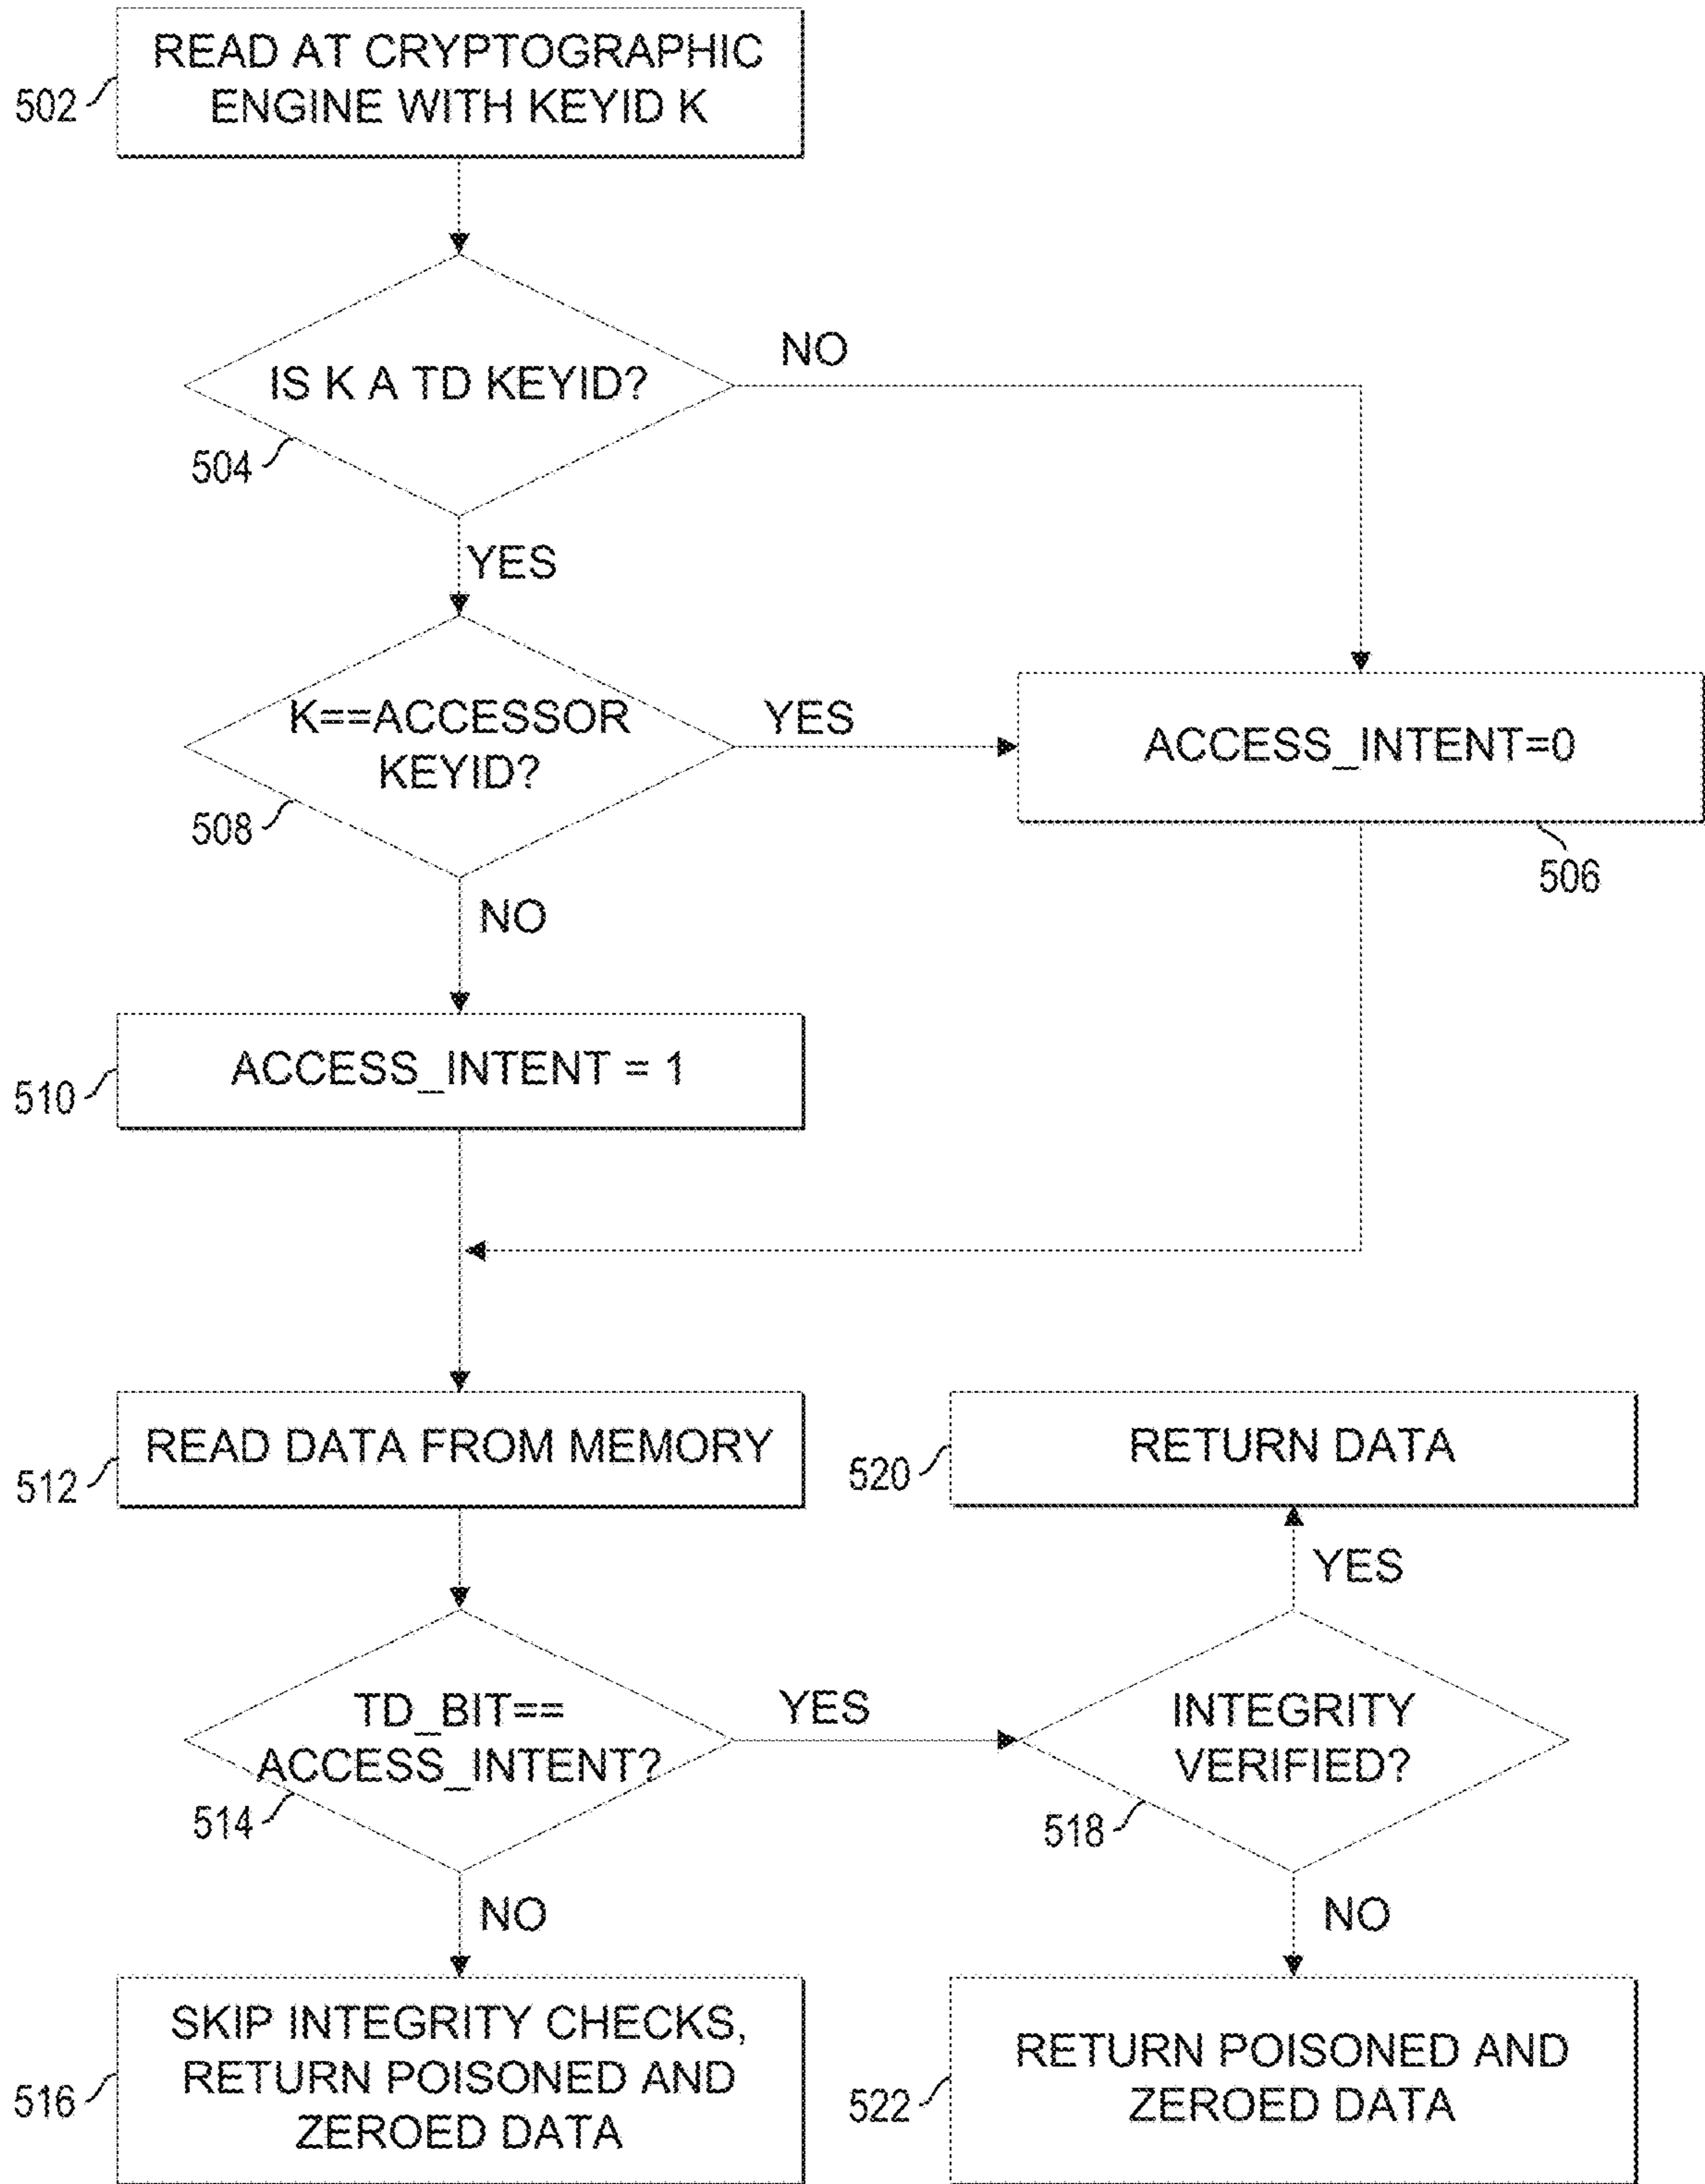 READ AT CRYPTOGRAPHIC
ENGINE WITH KEYID K
502
IS K A TD KEYID?
NO
504
YES
K==ACCESSOR
KEYID?
YES
508
ACCESS_INTENT=0
506
NO
ACCESS_INTENT = 1
510
READ DATA FROM MEMORY
512
RETURN DATA
520
YES
TD_BIT==
ACCESS_INTENT?
YES
514
INTEGRITY
VERIFIED?
518
NO
NO
SKIP INTEGRITY CHECKS,
RETURN POISONED AND
ZEROED DATA
516
RETURN POISONED AND
ZEROED DATA
522